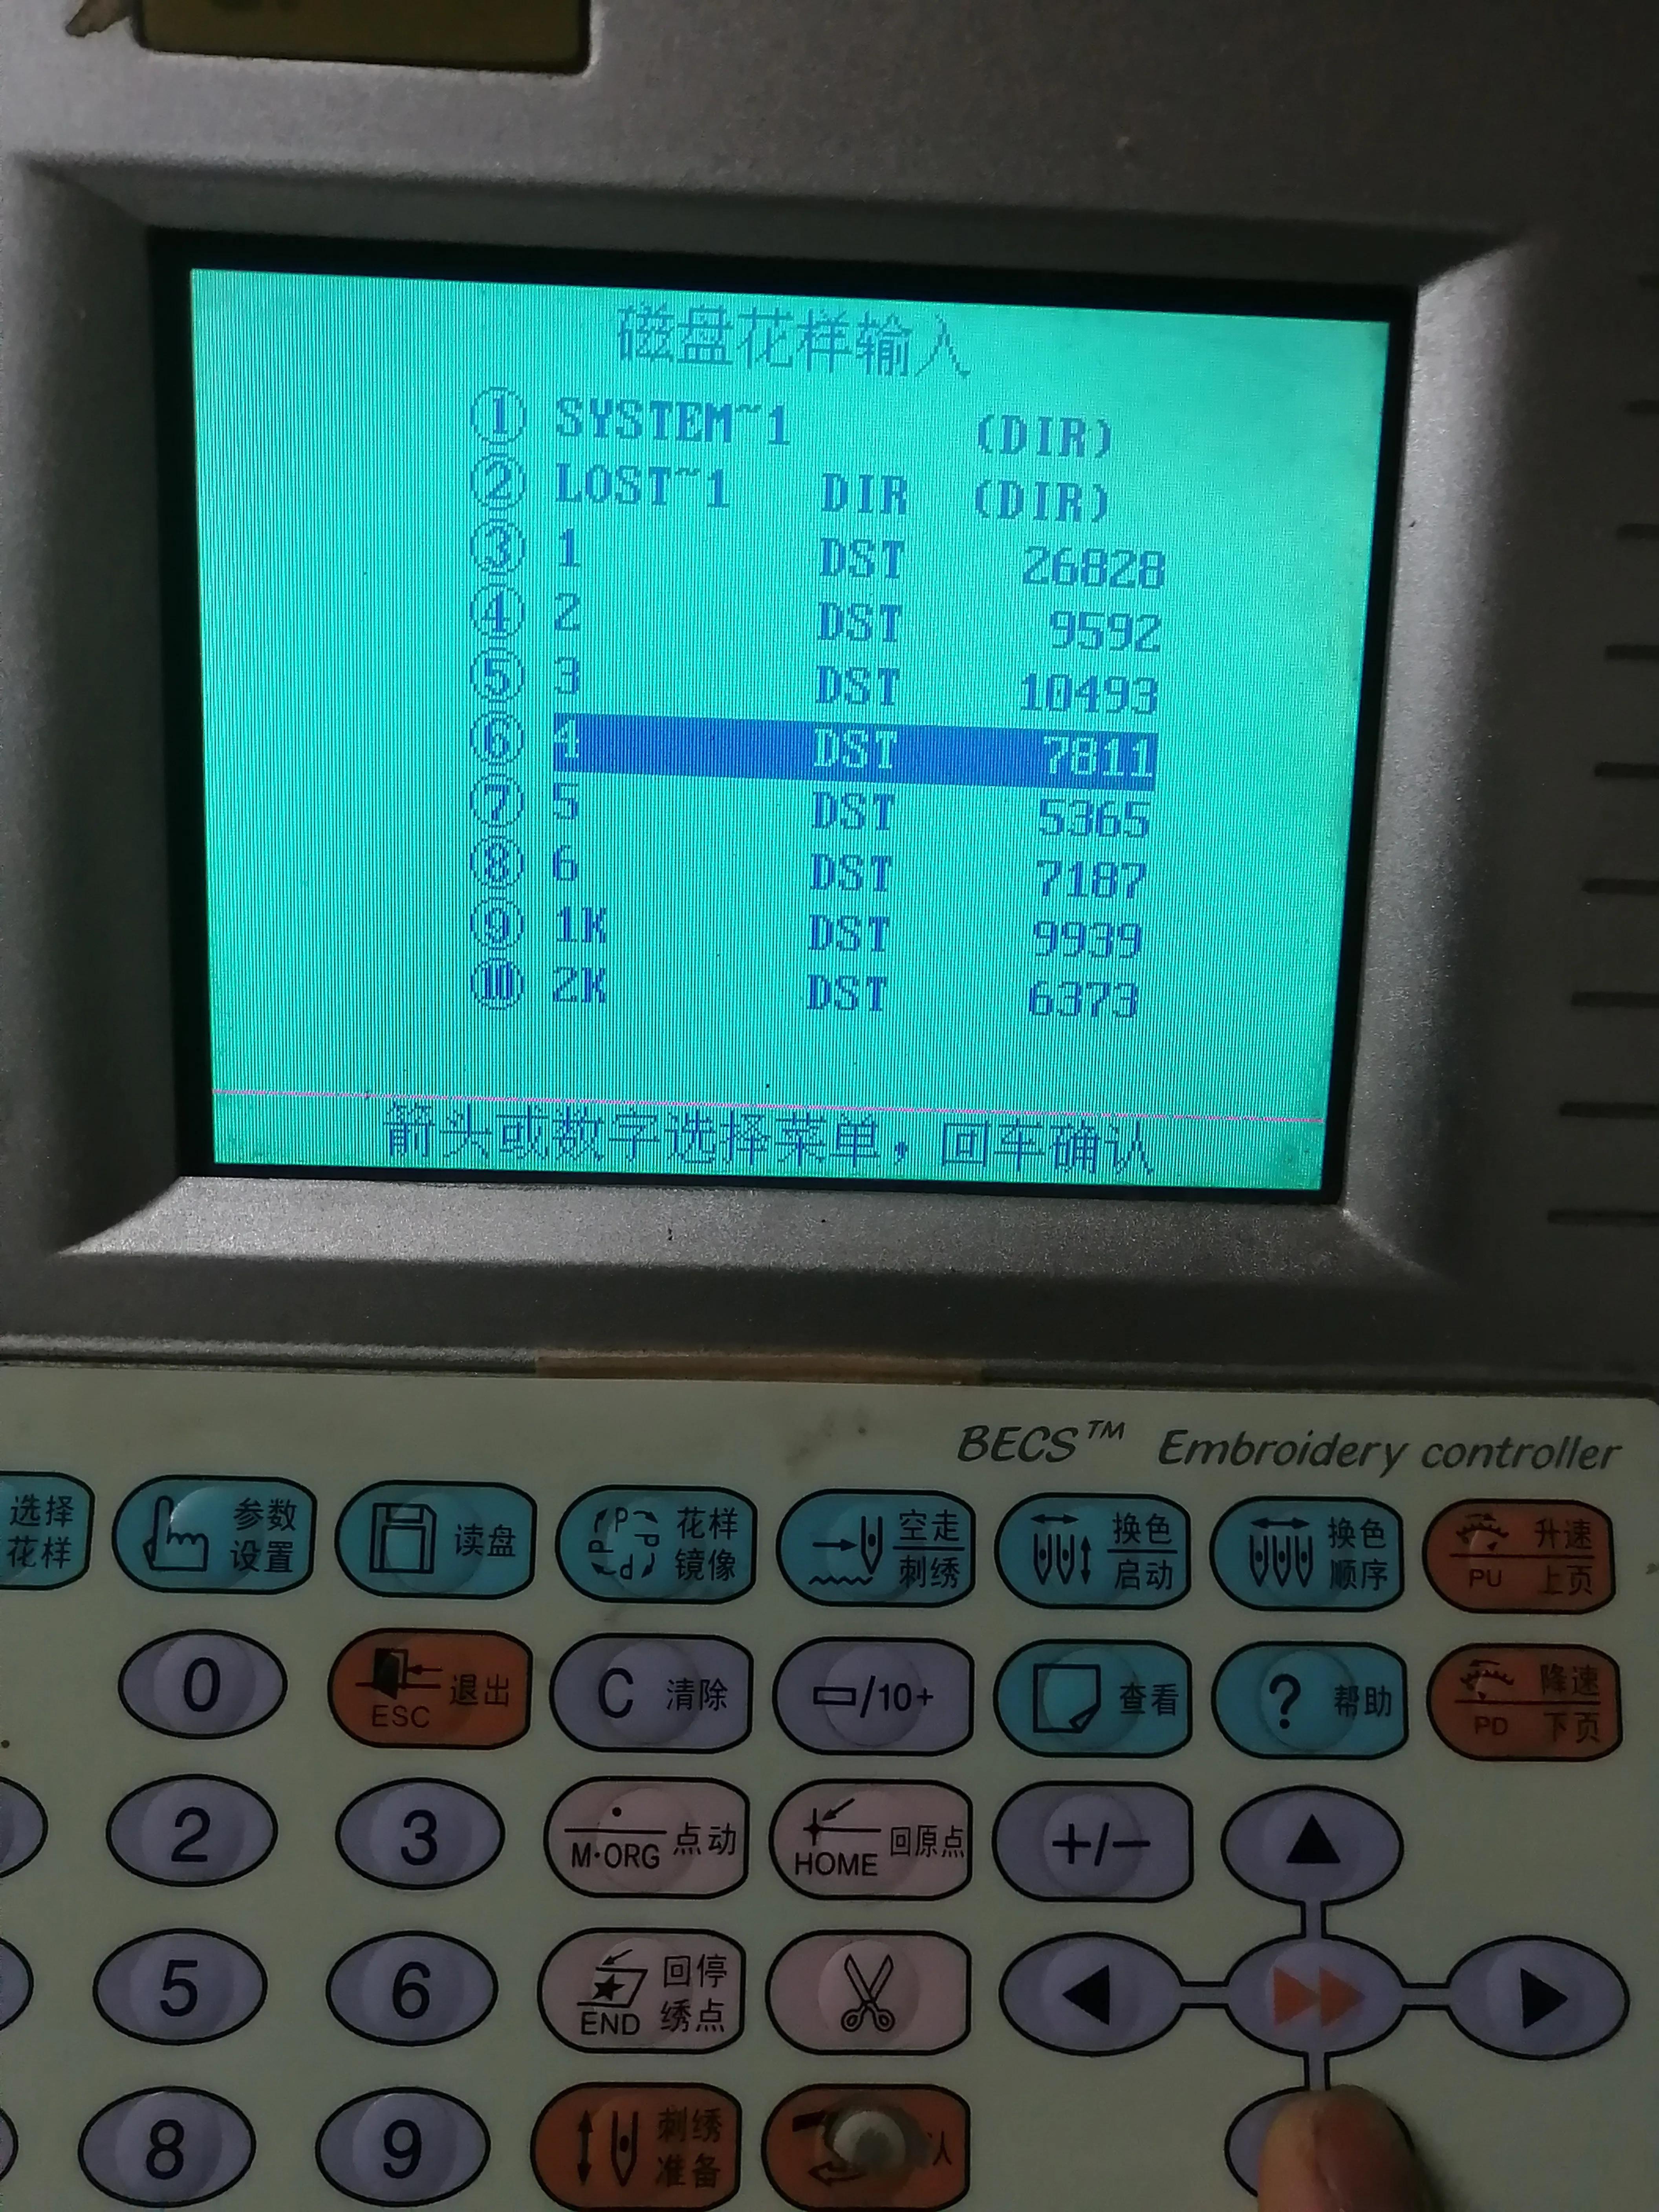 磁盘花样输入
① SYSTEM~1 (DIR)
② LOST~1 DIR (DIR)
③ 1 DST 26828
④ 2 DST 9592
⑤ 3 DST 10493
⑥ 4 DST 7811
⑦ 5 DST 5365
⑧ 6 DST 7187
⑨ 1K DST 9939
⑩ 2K DST 6373
箭头或数字选择菜单，回车确认
BECS™ Embroidery controller
选择花样 参数设置 读盘 P P P d 花样镜像 空走刺绣 换色启动 换色顺序 PU 升速上页
0 ESC 退出 C 清除 ▭/10+ 查看 ? 帮助 PD 降速下页
2 3 M·ORG 点动 HOME 回原点 +/− ▲
5 6 END 回停绣点 ◀ ▶▶ ▶
8 9 刺绣准备 认